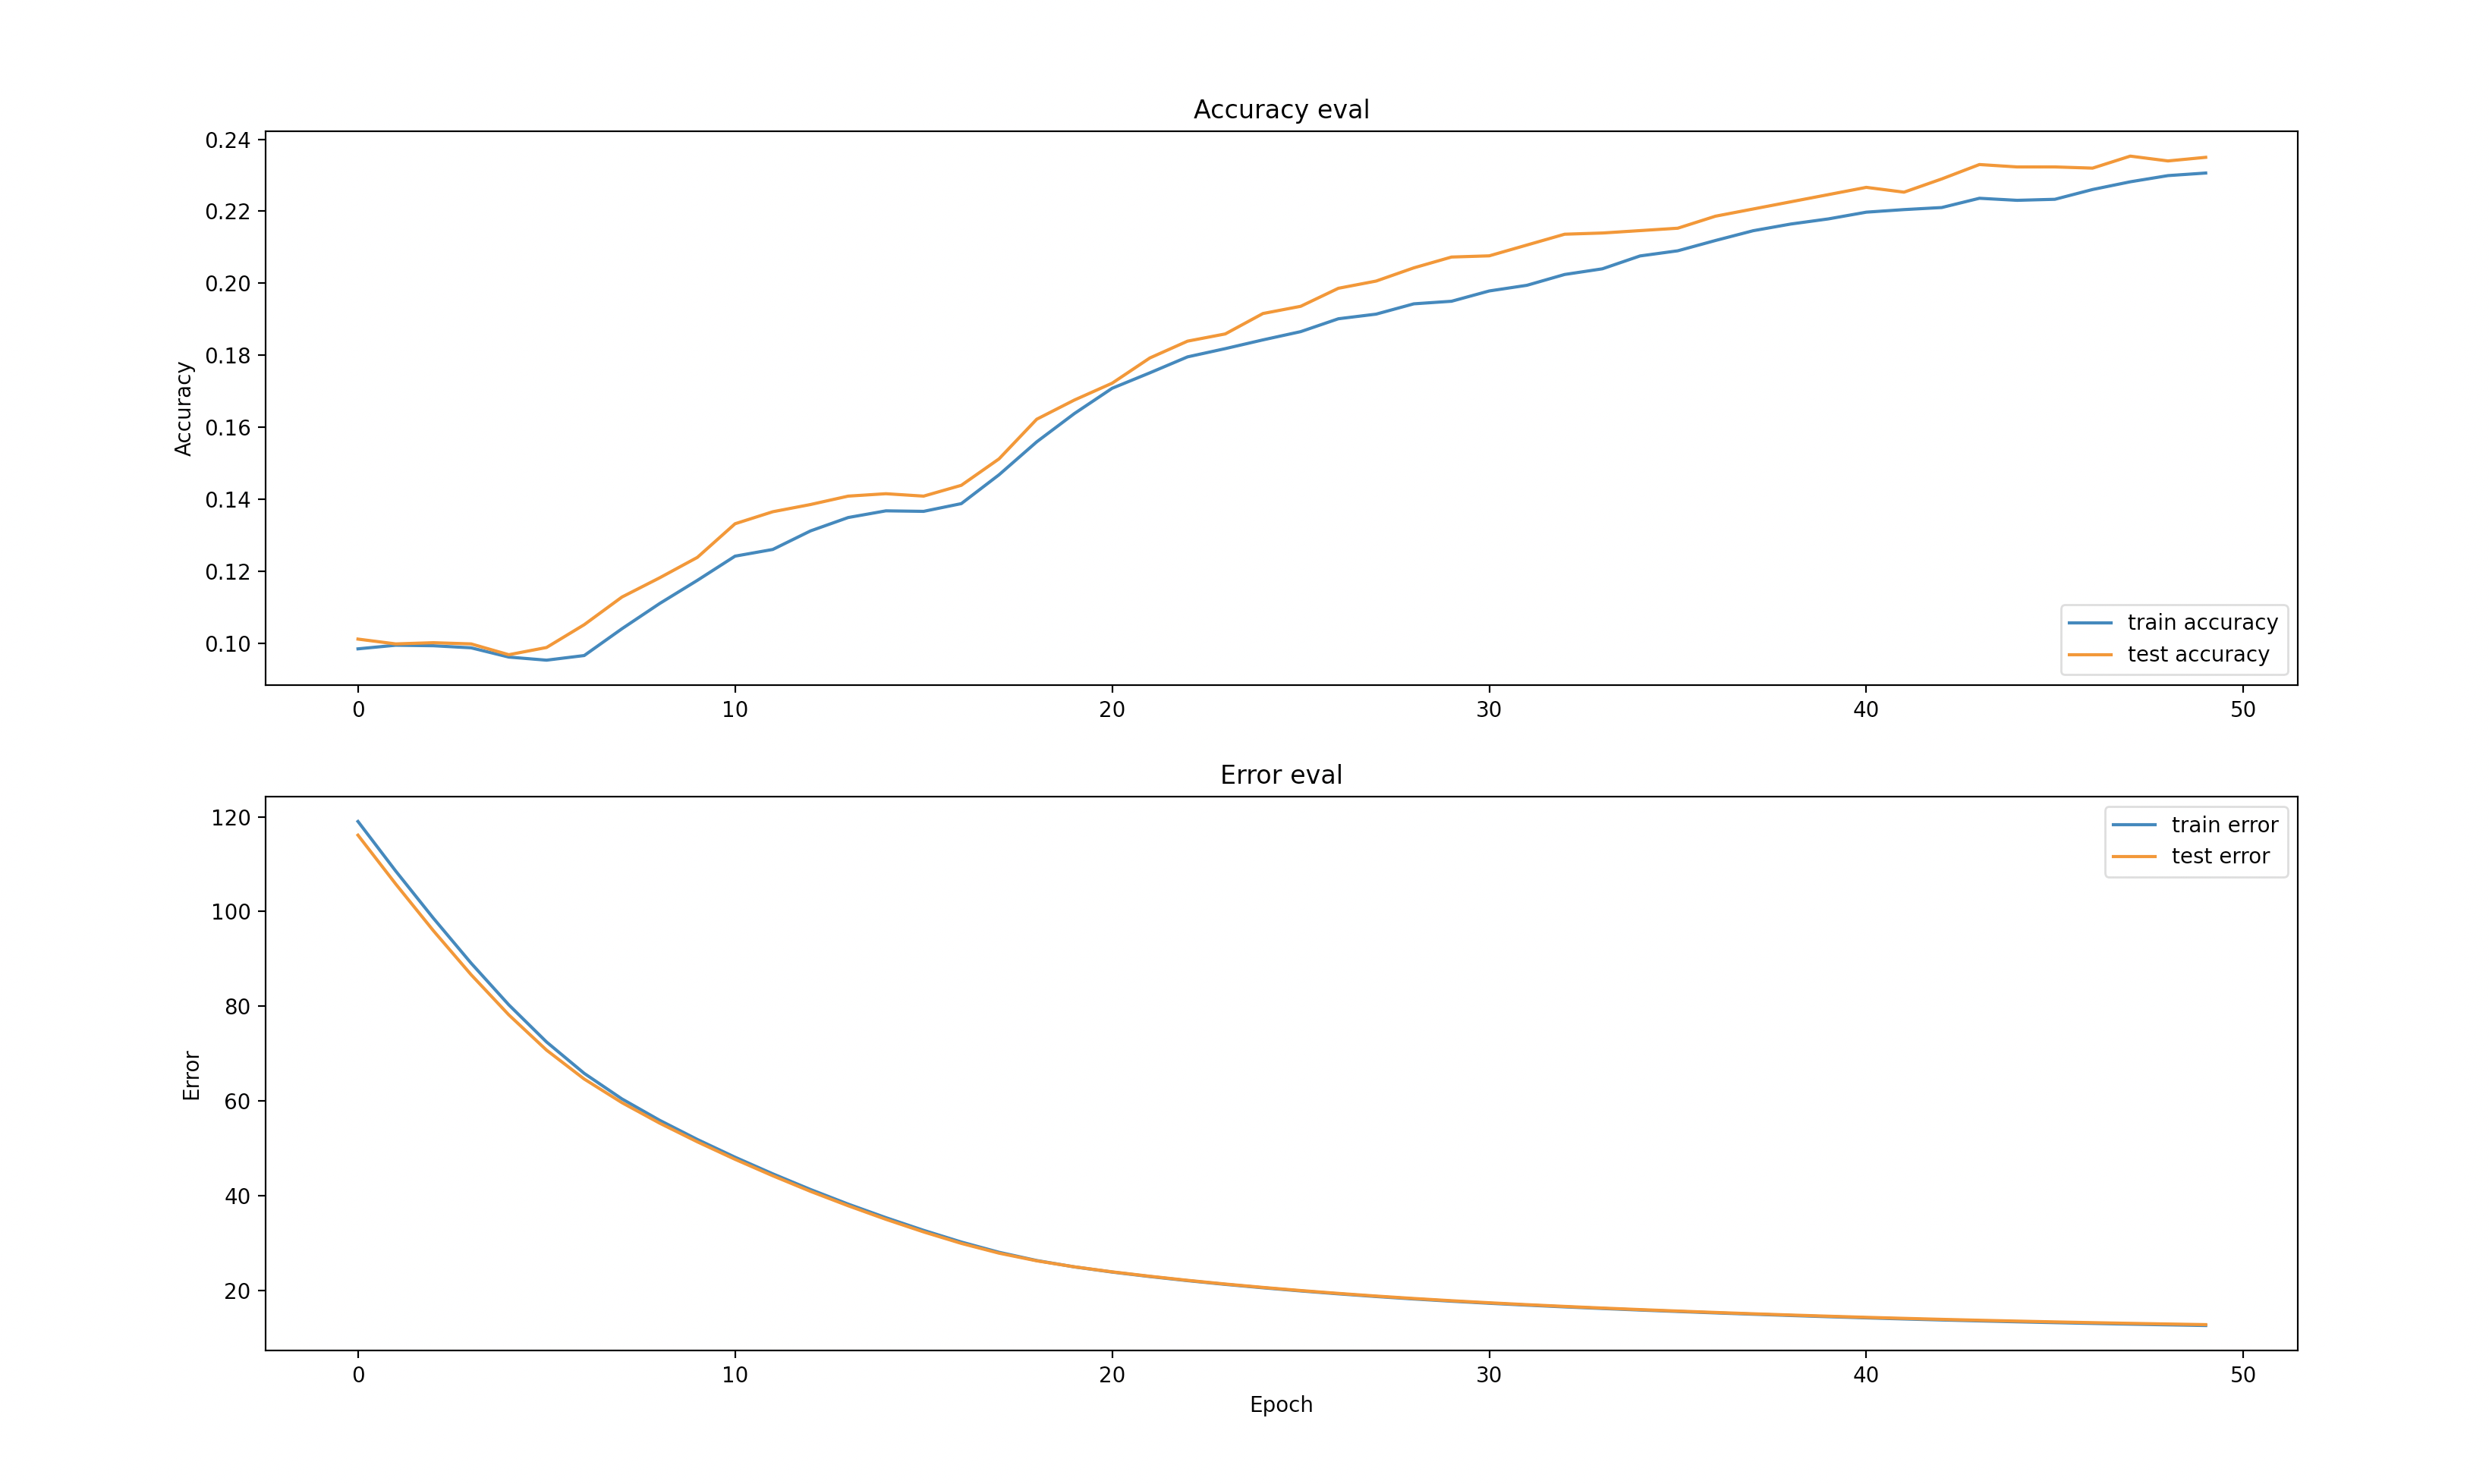 Accuracy eval
0.24
0.22
0.20
0.18
0.16
0.14
0.12
0.10
Accuracy
train accuracy
test accuracy
0 10 20 30 40 50
Error eval
120
100
80
60
40
20
Error
train error
test error
0 10 20 30 40 50
Epoch